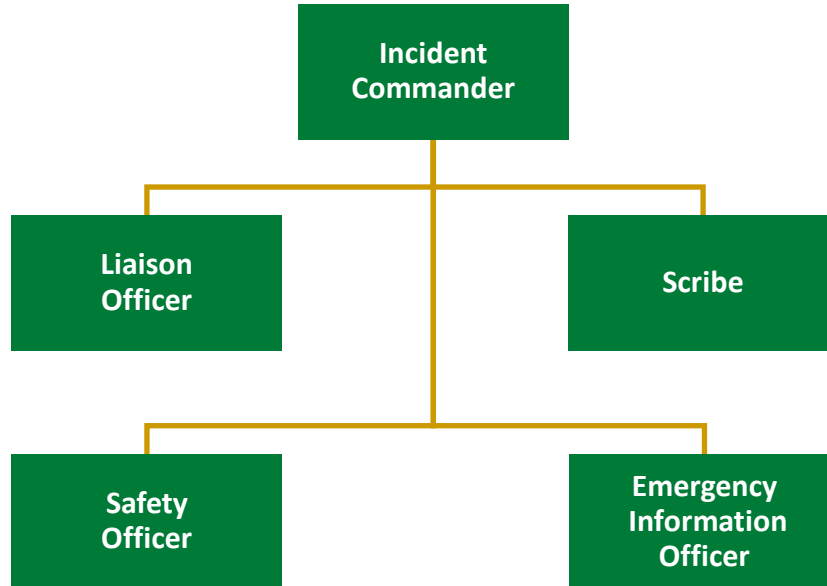 Incident
Commander
Liaison
Officer
Scribe
Safety
Officer
Emergency
Information
Officer